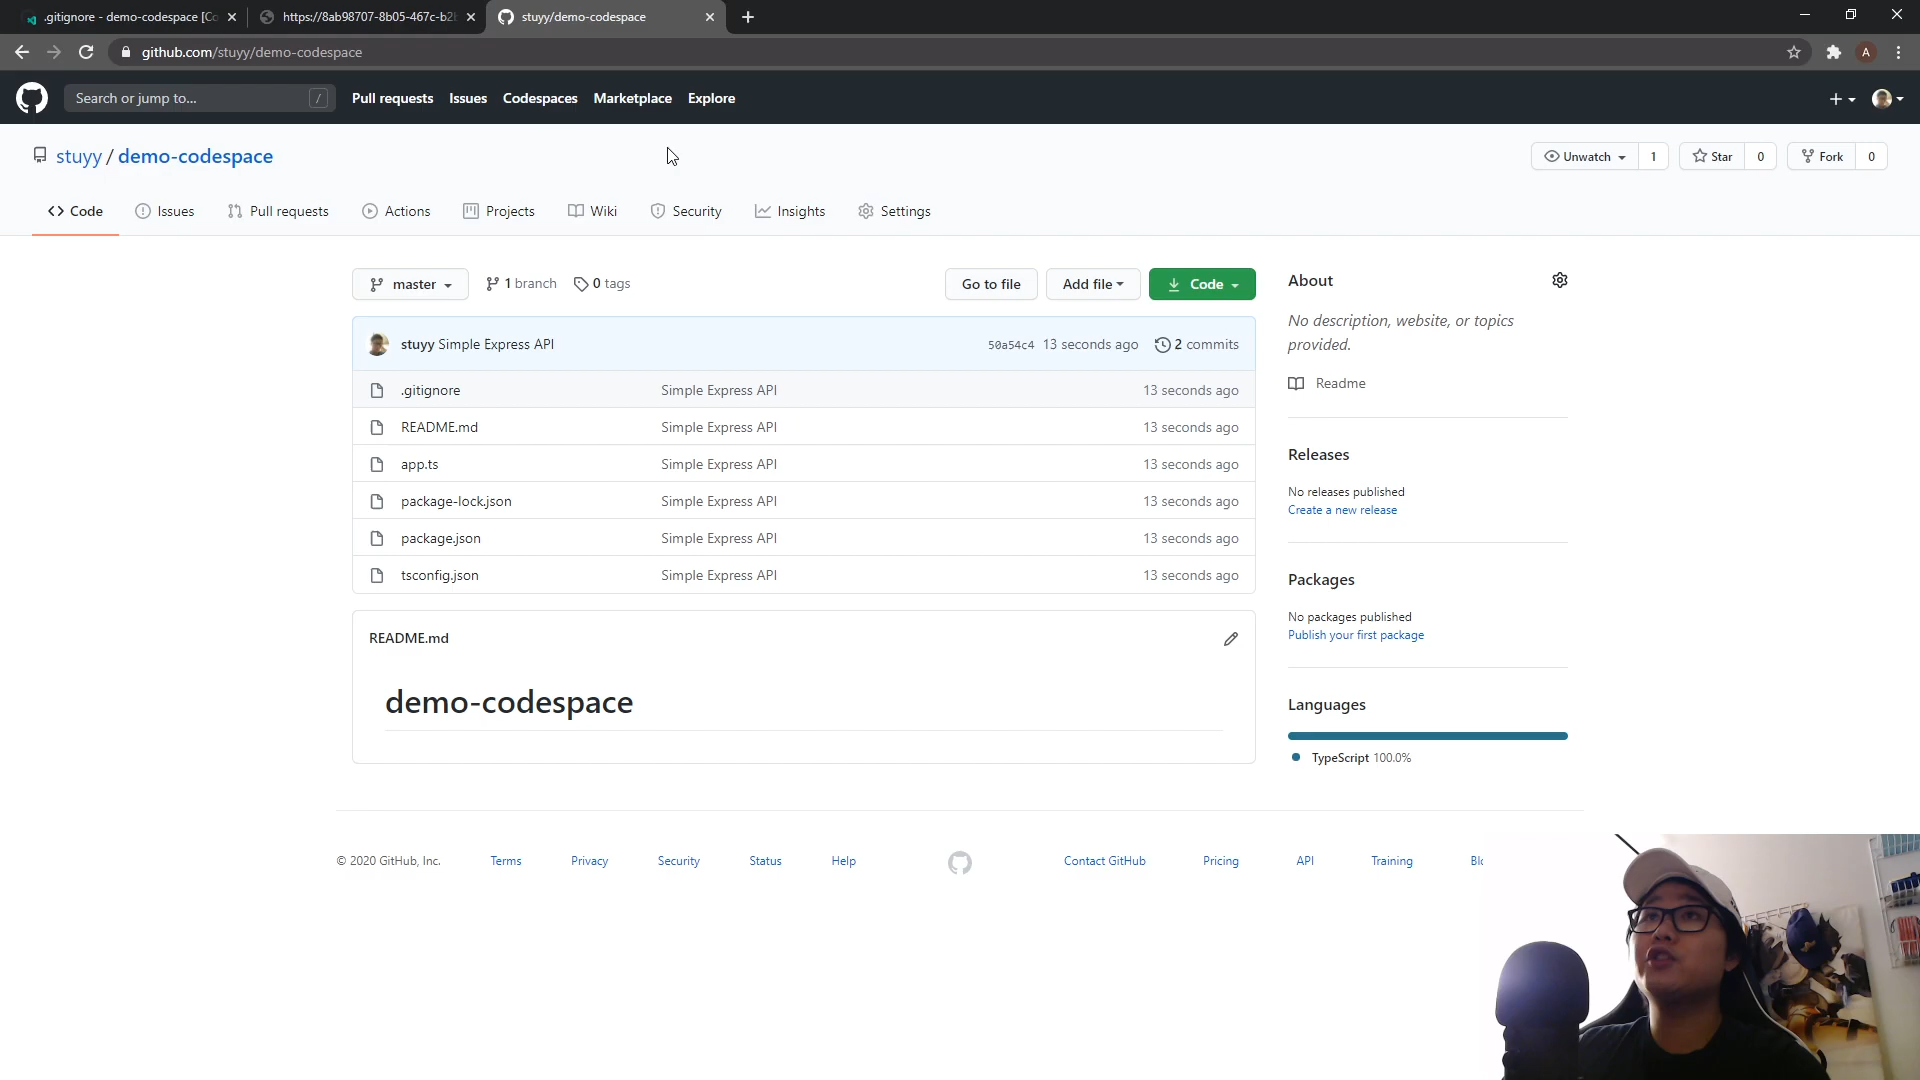 .gitignore - demo-codespace [Co
https://8ab98707-8b05-467c-b2b
stuyy/demo-codespace
github.com/stuyy/demo-codespace
A
Search or jump to...
/
Pull requests
Issues
Codespaces
Marketplace
Explore
stuyy / demo-codespace
Unwatch
1
Star
0
Fork
0
Code
Issues
Pull requests
Actions
Projects
Wiki
Security
Insights
Settings
master
1 branch
0 tags
Go to file
Add file
Code
stuyy Simple Express API
50a54c4 13 seconds ago
2 commits
.gitignore Simple Express API 13 seconds ago
README.md Simple Express API 13 seconds ago
app.ts Simple Express API 13 seconds ago
package-lock.json Simple Express API 13 seconds ago
package.json Simple Express API 13 seconds ago
tsconfig.json Simple Express API 13 seconds ago
README.md
demo-codespace
About
No description, website, or topics
provided.
Readme
Releases
No releases published
Create a new release
Packages
No packages published
Publish your first package
Languages
TypeScript 100.0%
© 2020 GitHub, Inc.
Terms
Privacy
Security
Status
Help
Contact GitHub
Pricing
API
Training